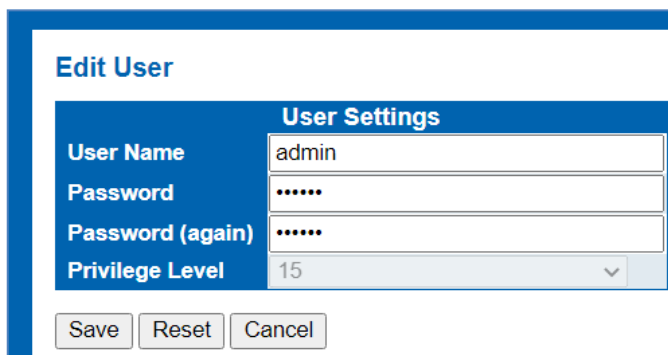 Edit User
User Settings
User Name admin
Password ••••••
Password (again) ••••••
Privilege Level 15
Save Reset Cancel